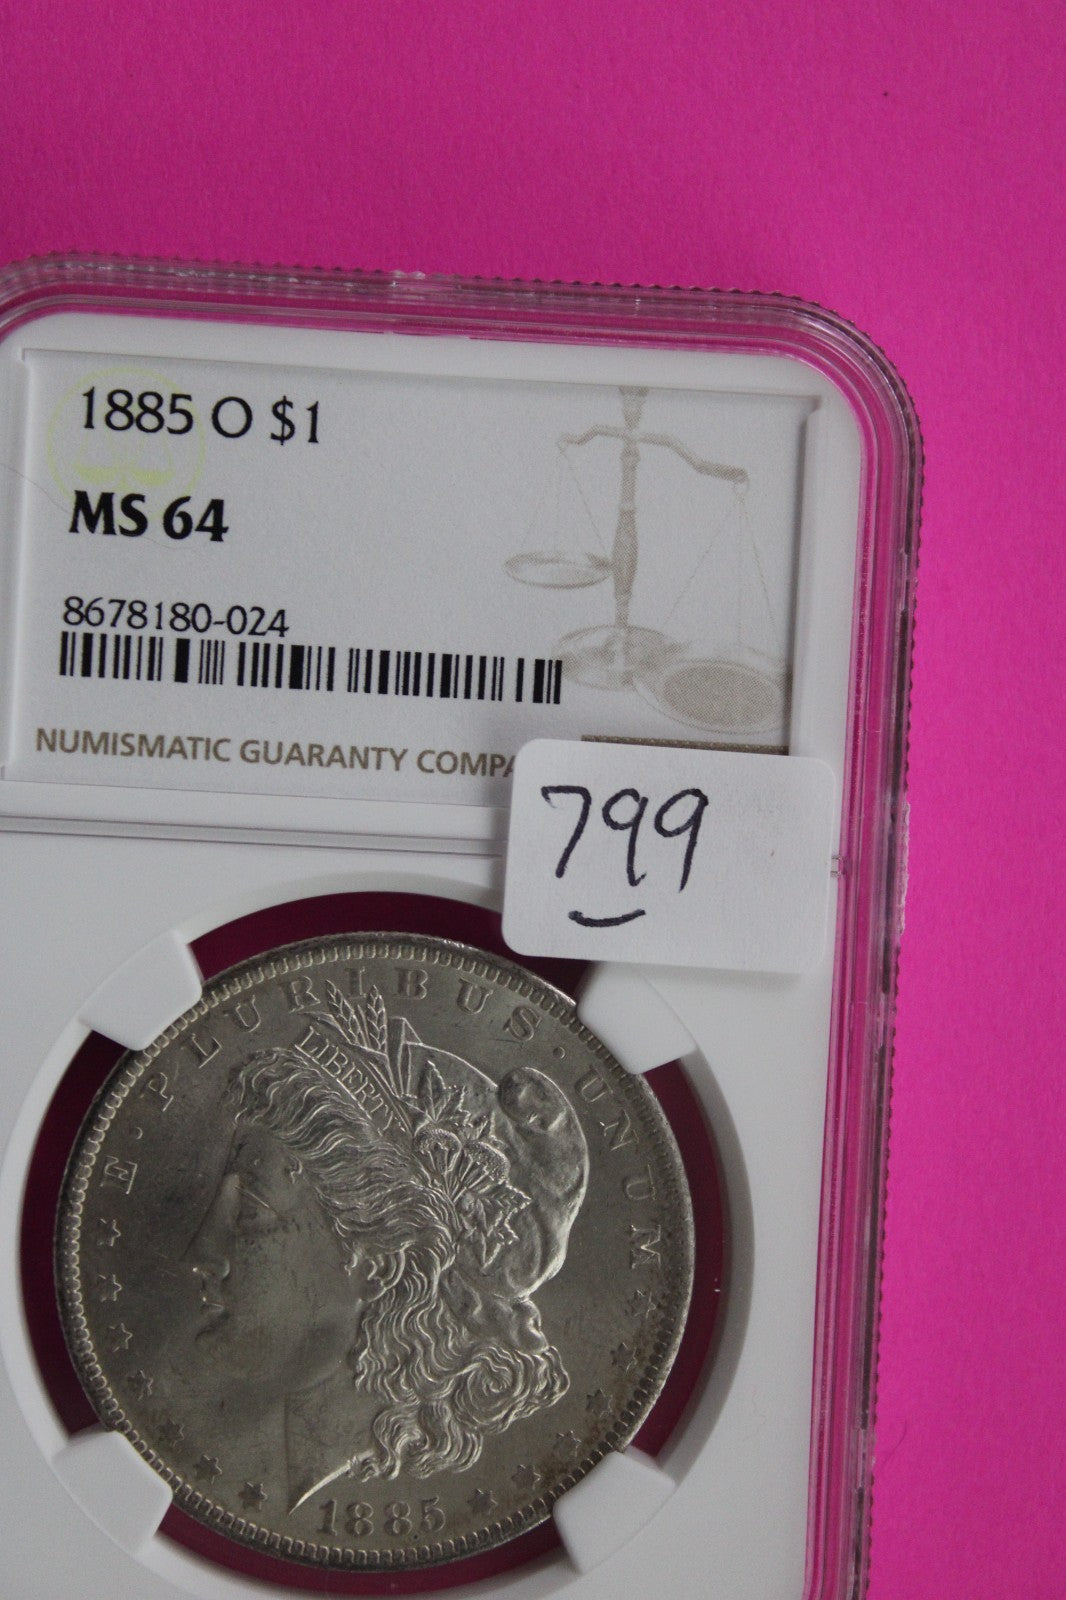 1885 O $1
MS 64
8678180-024
NUMISMATIC GUARANTY COMPA
799
E · PLURIBUS · UNUM
LIBERTY
1885